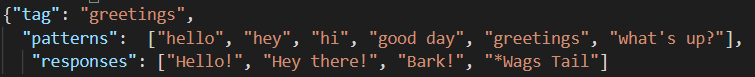 {"tag": "greetings",
"patterns":  ["hello", "hey", "hi", "good day", "greetings", "what's up?"],
"responses": ["Hello!", "Hey there!", "Bark!", "*Wags Tail"]